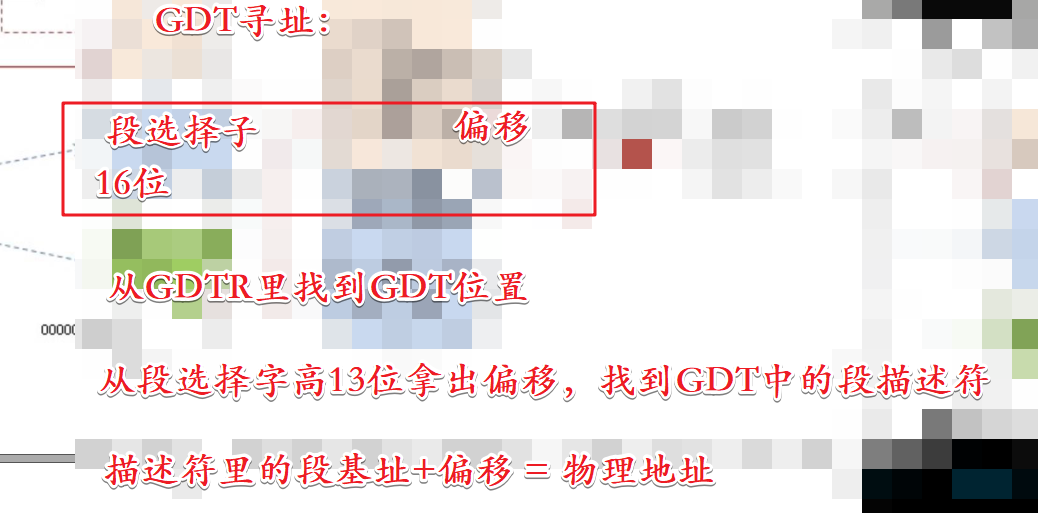 GDT寻址：
段选择子
偏移
16位
从GDTR里找到GDT位置
00000
从段选择字高13位拿出偏移，找到GDT中的段描述符
描述符里的段基址+偏移 = 物理地址